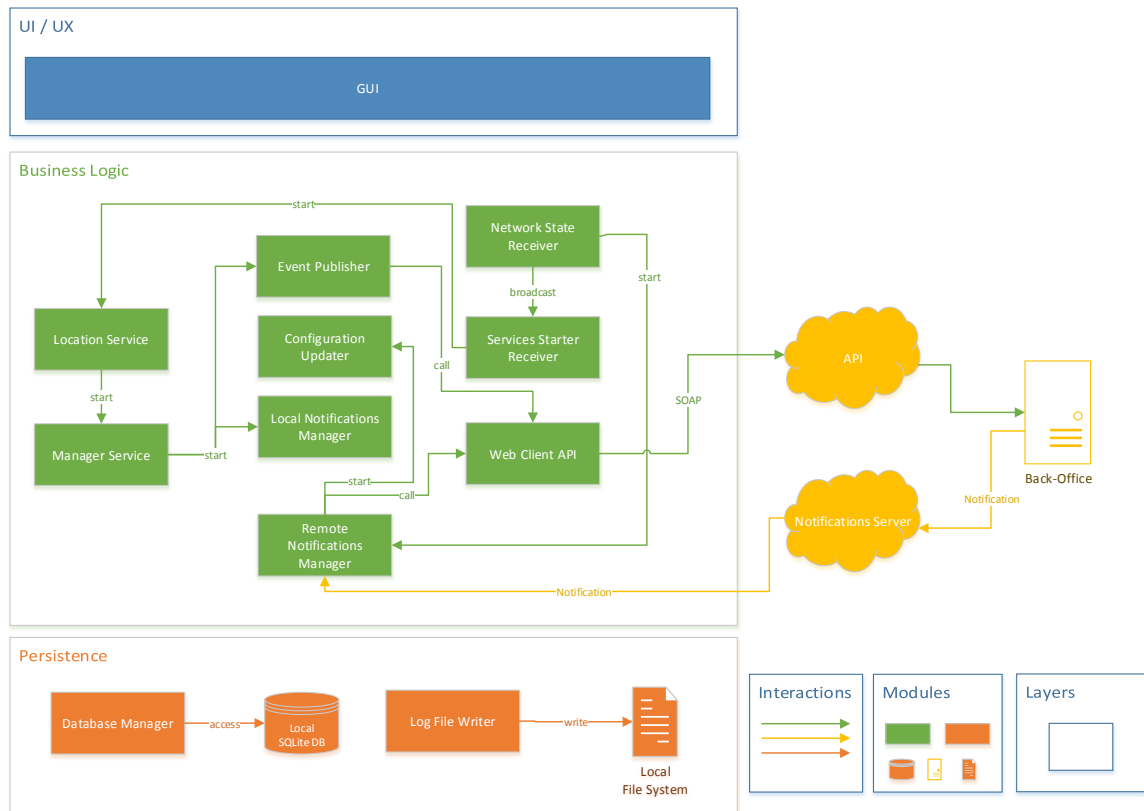 UI / UX
GUI
Business Logic
start
Network State
Receiver
Event Publisher
start
broadcast
Location Service
Configuration
Updater
Services Starter
Receiver
API
call
start
SOAP
Local Notifications
Manager
Manager Service
start
Web Client API
Back-Office
start
call
Notification
Remote
Notifications
Manager
Notifications Server
Notification
Persistence
Database Manager
access
Local
SQLite DB
Log File Writer
write
Local
File System
Interactions
Modules
Layers